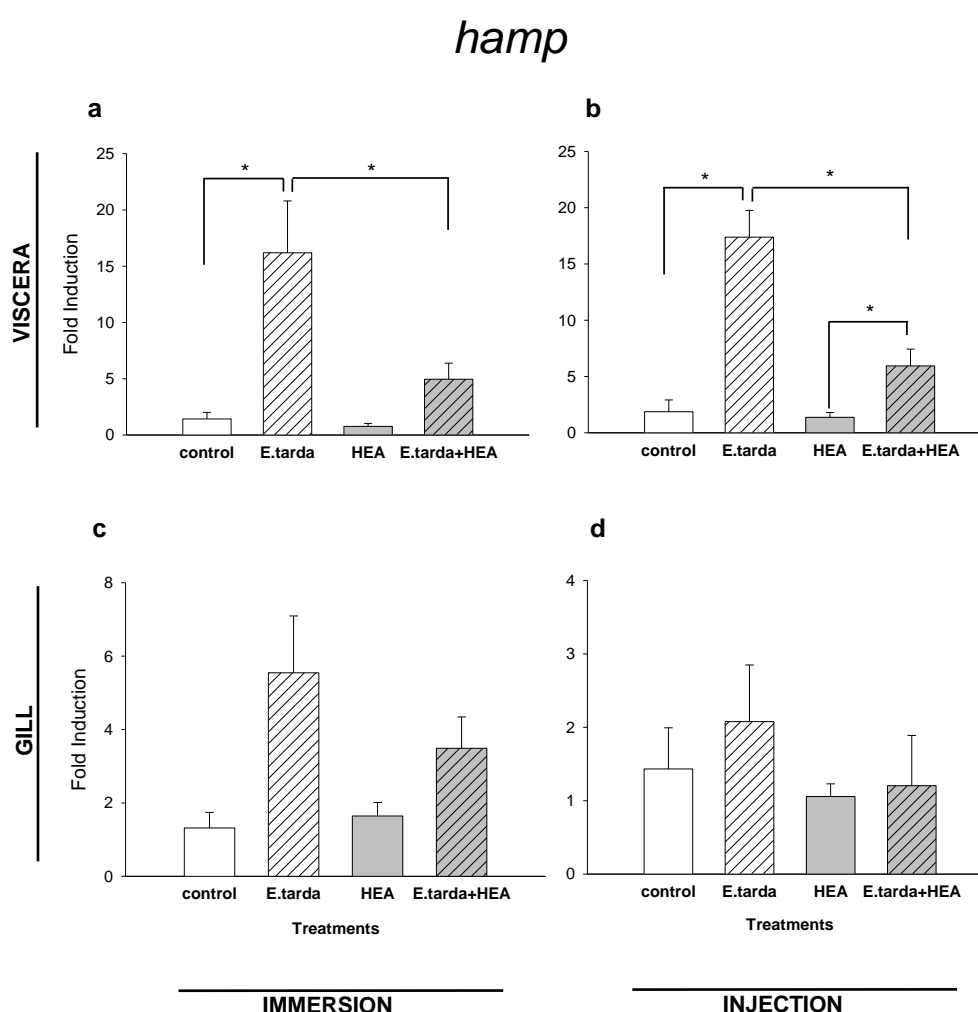 hamp
a
b
VISCERA
Fold Induction
25
20
15
10
5
0
*
*
control E.tarda HEA E.tarda+HEA
25
20
15
10
5
0
*
*
*
control E.tarda HEA E.tarda+HEA
c
d
GILL
Fold Induction
8
6
4
2
0
control E.tarda HEA E.tarda+HEA
Treatments
4
3
2
1
0
control E.tarda HEA E.tarda+HEA
Treatments
IMMERSION
INJECTION